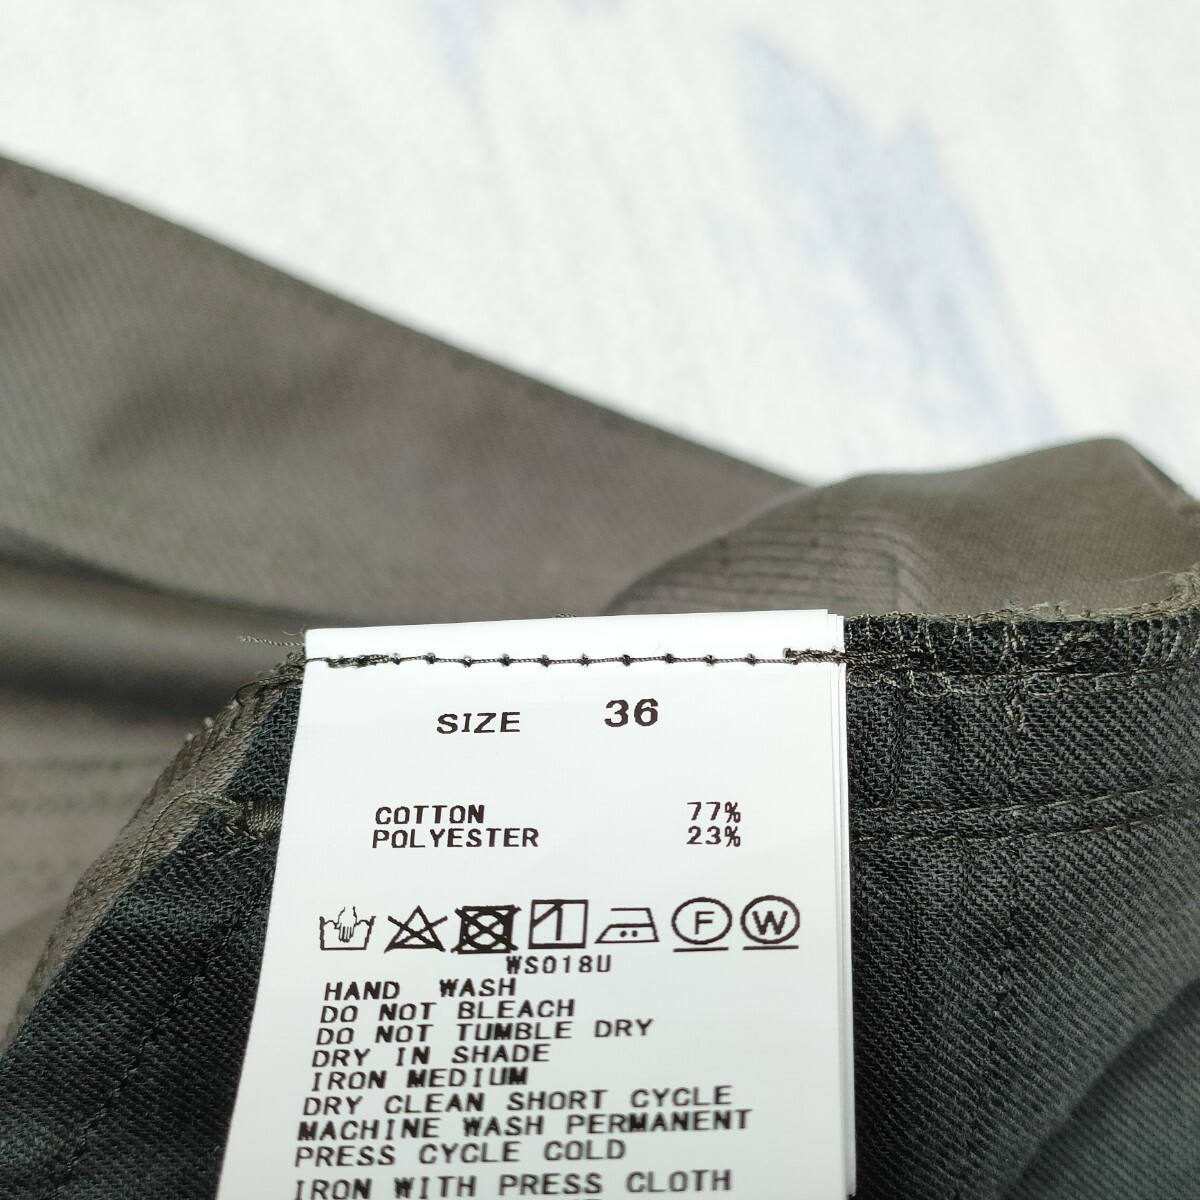 SIZE 36
COTTON 77%
POLYESTER 23%
F W
WS018U
HAND WASH
DO NOT BLEACH
DO NOT TUMBLE DRY
DRY IN SHADE
IRON MEDIUM
DRY CLEAN SHORT CYCLE
MACHINE WASH PERMANENT
PRESS CYCLE COLD
IRON WITH PRESS CLOTH